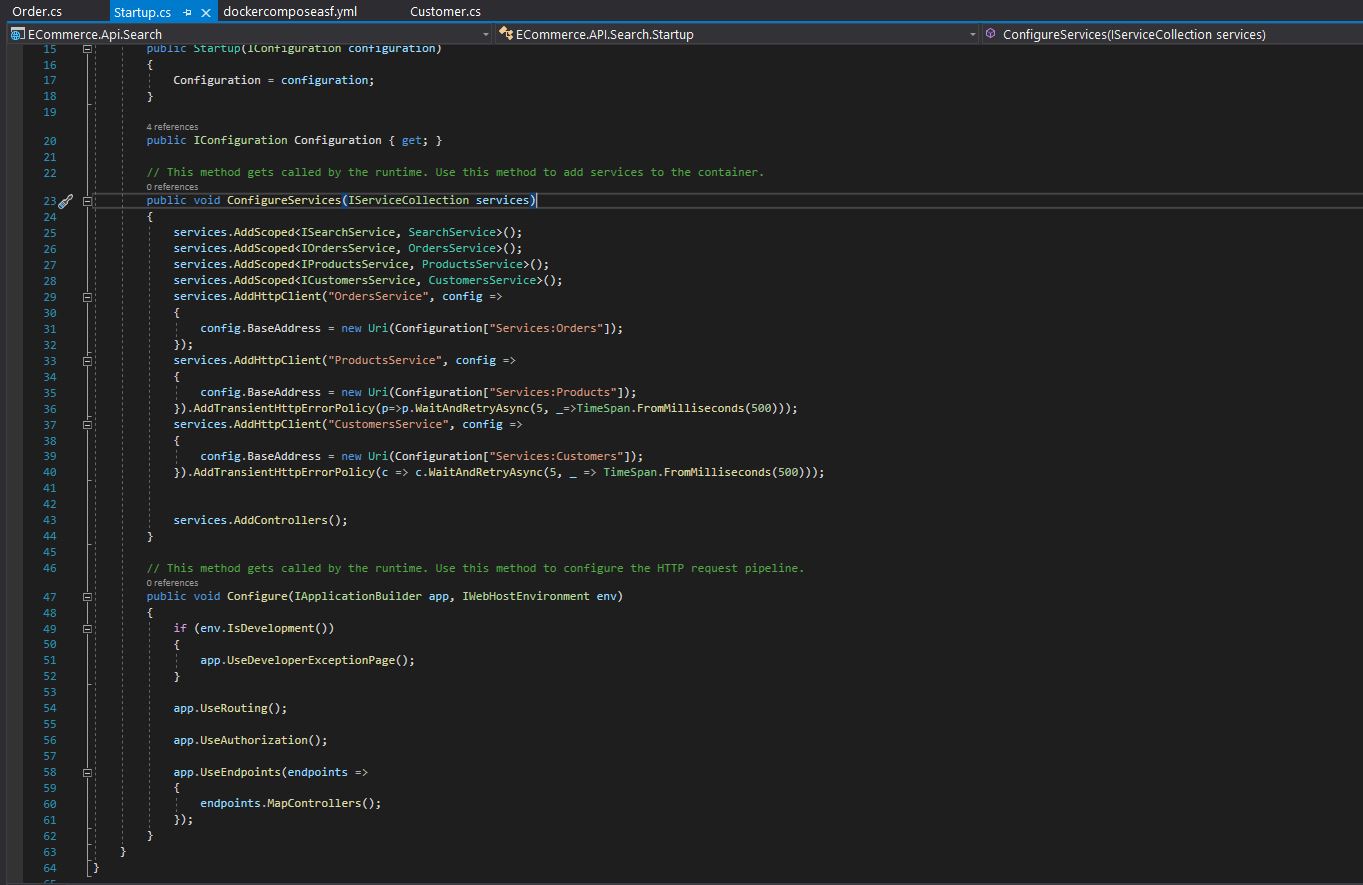 Order.cs Startup.cs dockercomposeasf.yml Customer.cs
ECommerce.Api.Search ECommerce.API.Search.Startup ConfigureServices(IServiceCollection services)
15 public Startup(IConfiguration configuration)
16 {
17 Configuration = configuration;
18 }
19
4 references
20 public IConfiguration Configuration { get; }
21
22 // This method gets called by the runtime. Use this method to add services to the container.
0 references
23 public void ConfigureServices(IServiceCollection services)
24 {
25 services.AddScoped<ISearchService, SearchService>();
26 services.AddScoped<IOrdersService, OrdersService>();
27 services.AddScoped<IProductsService, ProductsService>();
28 services.AddScoped<ICustomersService, CustomersService>();
29 services.AddHttpClient("OrdersService", config =>
30 {
31 config.BaseAddress = new Uri(Configuration["Services:Orders"]);
32 });
33 services.AddHttpClient("ProductsService", config =>
34 {
35 config.BaseAddress = new Uri(Configuration["Services:Products"]);
36 }).AddTransientHttpErrorPolicy(p=>p.WaitAndRetryAsync(5, _=>TimeSpan.FromMilliseconds(500)));
37 services.AddHttpClient("CustomersService", config =>
38 {
39 config.BaseAddress = new Uri(Configuration["Services:Customers"]);
40 }).AddTransientHttpErrorPolicy(c => c.WaitAndRetryAsync(5, _ => TimeSpan.FromMilliseconds(500)));
41
42
43 services.AddControllers();
44 }
45
46 // This method gets called by the runtime. Use this method to configure the HTTP request pipeline.
0 references
47 public void Configure(IApplicationBuilder app, IWebHostEnvironment env)
48 {
49 if (env.IsDevelopment())
50 {
51 app.UseDeveloperExceptionPage();
52 }
53
54 app.UseRouting();
55
56 app.UseAuthorization();
57
58 app.UseEndpoints(endpoints =>
59 {
60 endpoints.MapControllers();
61 });
62 }
63 }
64 }